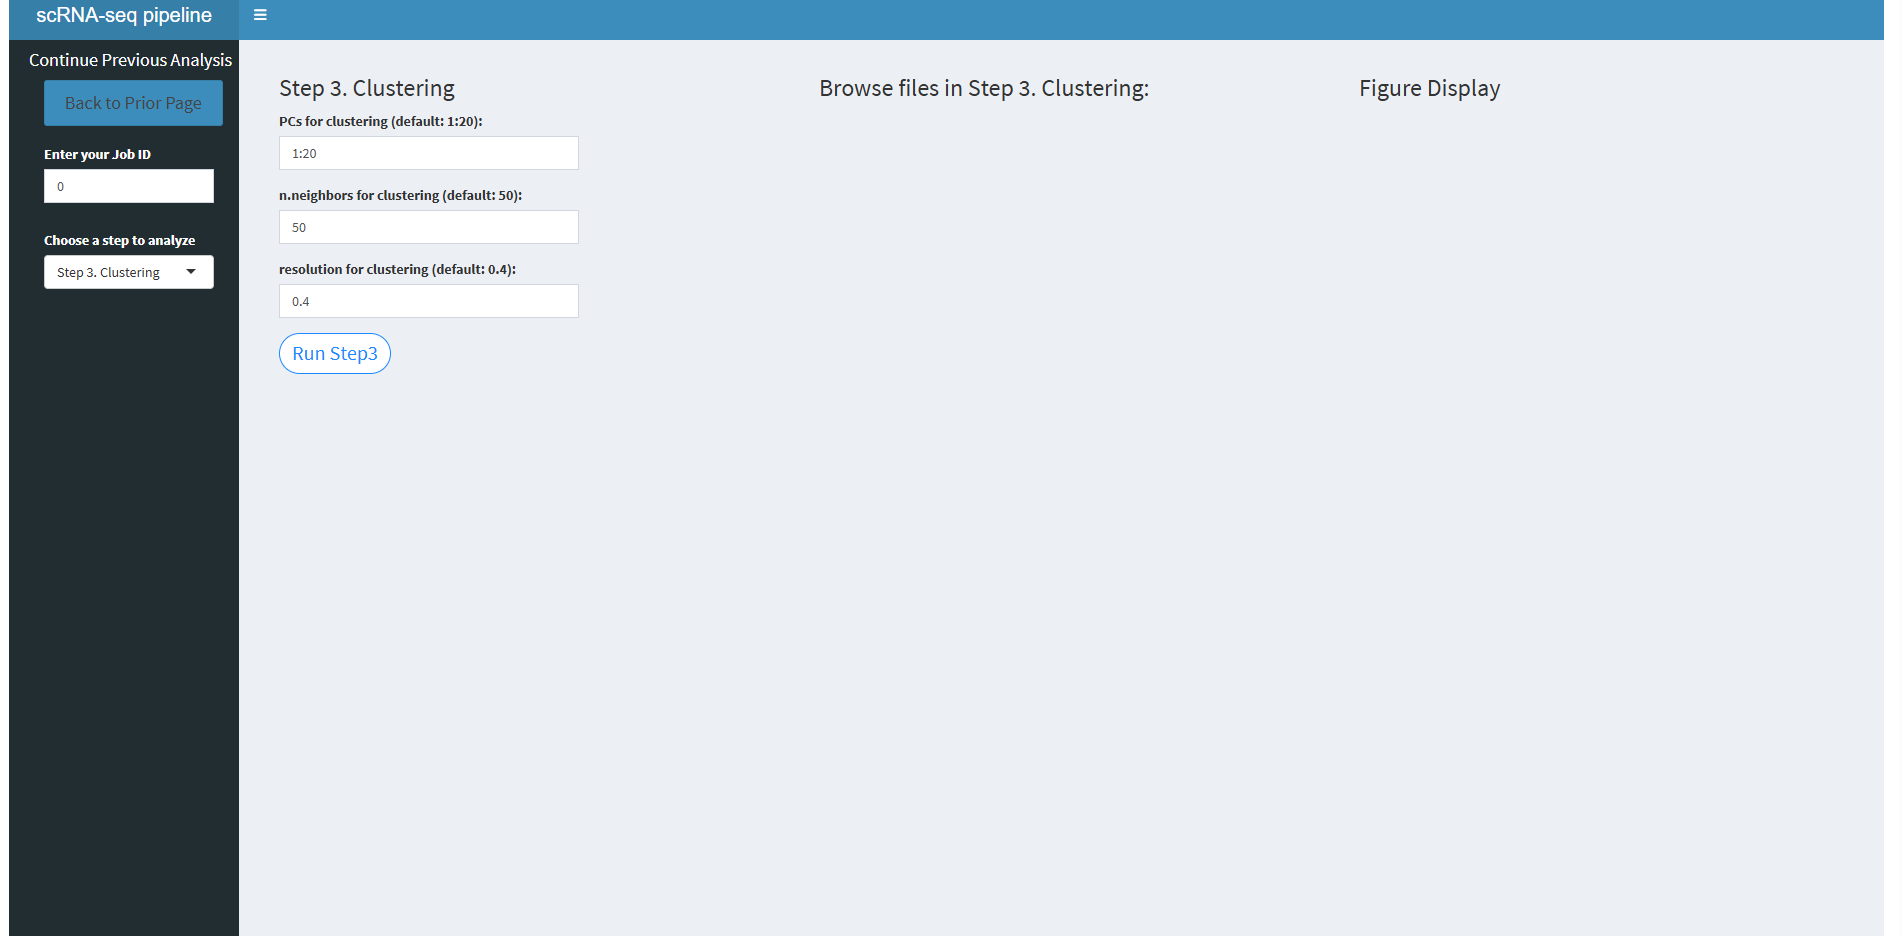 scRNA-seq pipeline
Continue Previous Analysis
Back to Prior Page
Enter your Job ID
0
Choose a step to analyze
Step 3. Clustering
Step 3. Clustering
PCs for clustering (default: 1:20):
1:20
n.neighbors for clustering (default: 50):
50
resolution for clustering (default: 0.4):
0.4
Run Step3
Browse files in Step 3. Clustering:
Figure Display